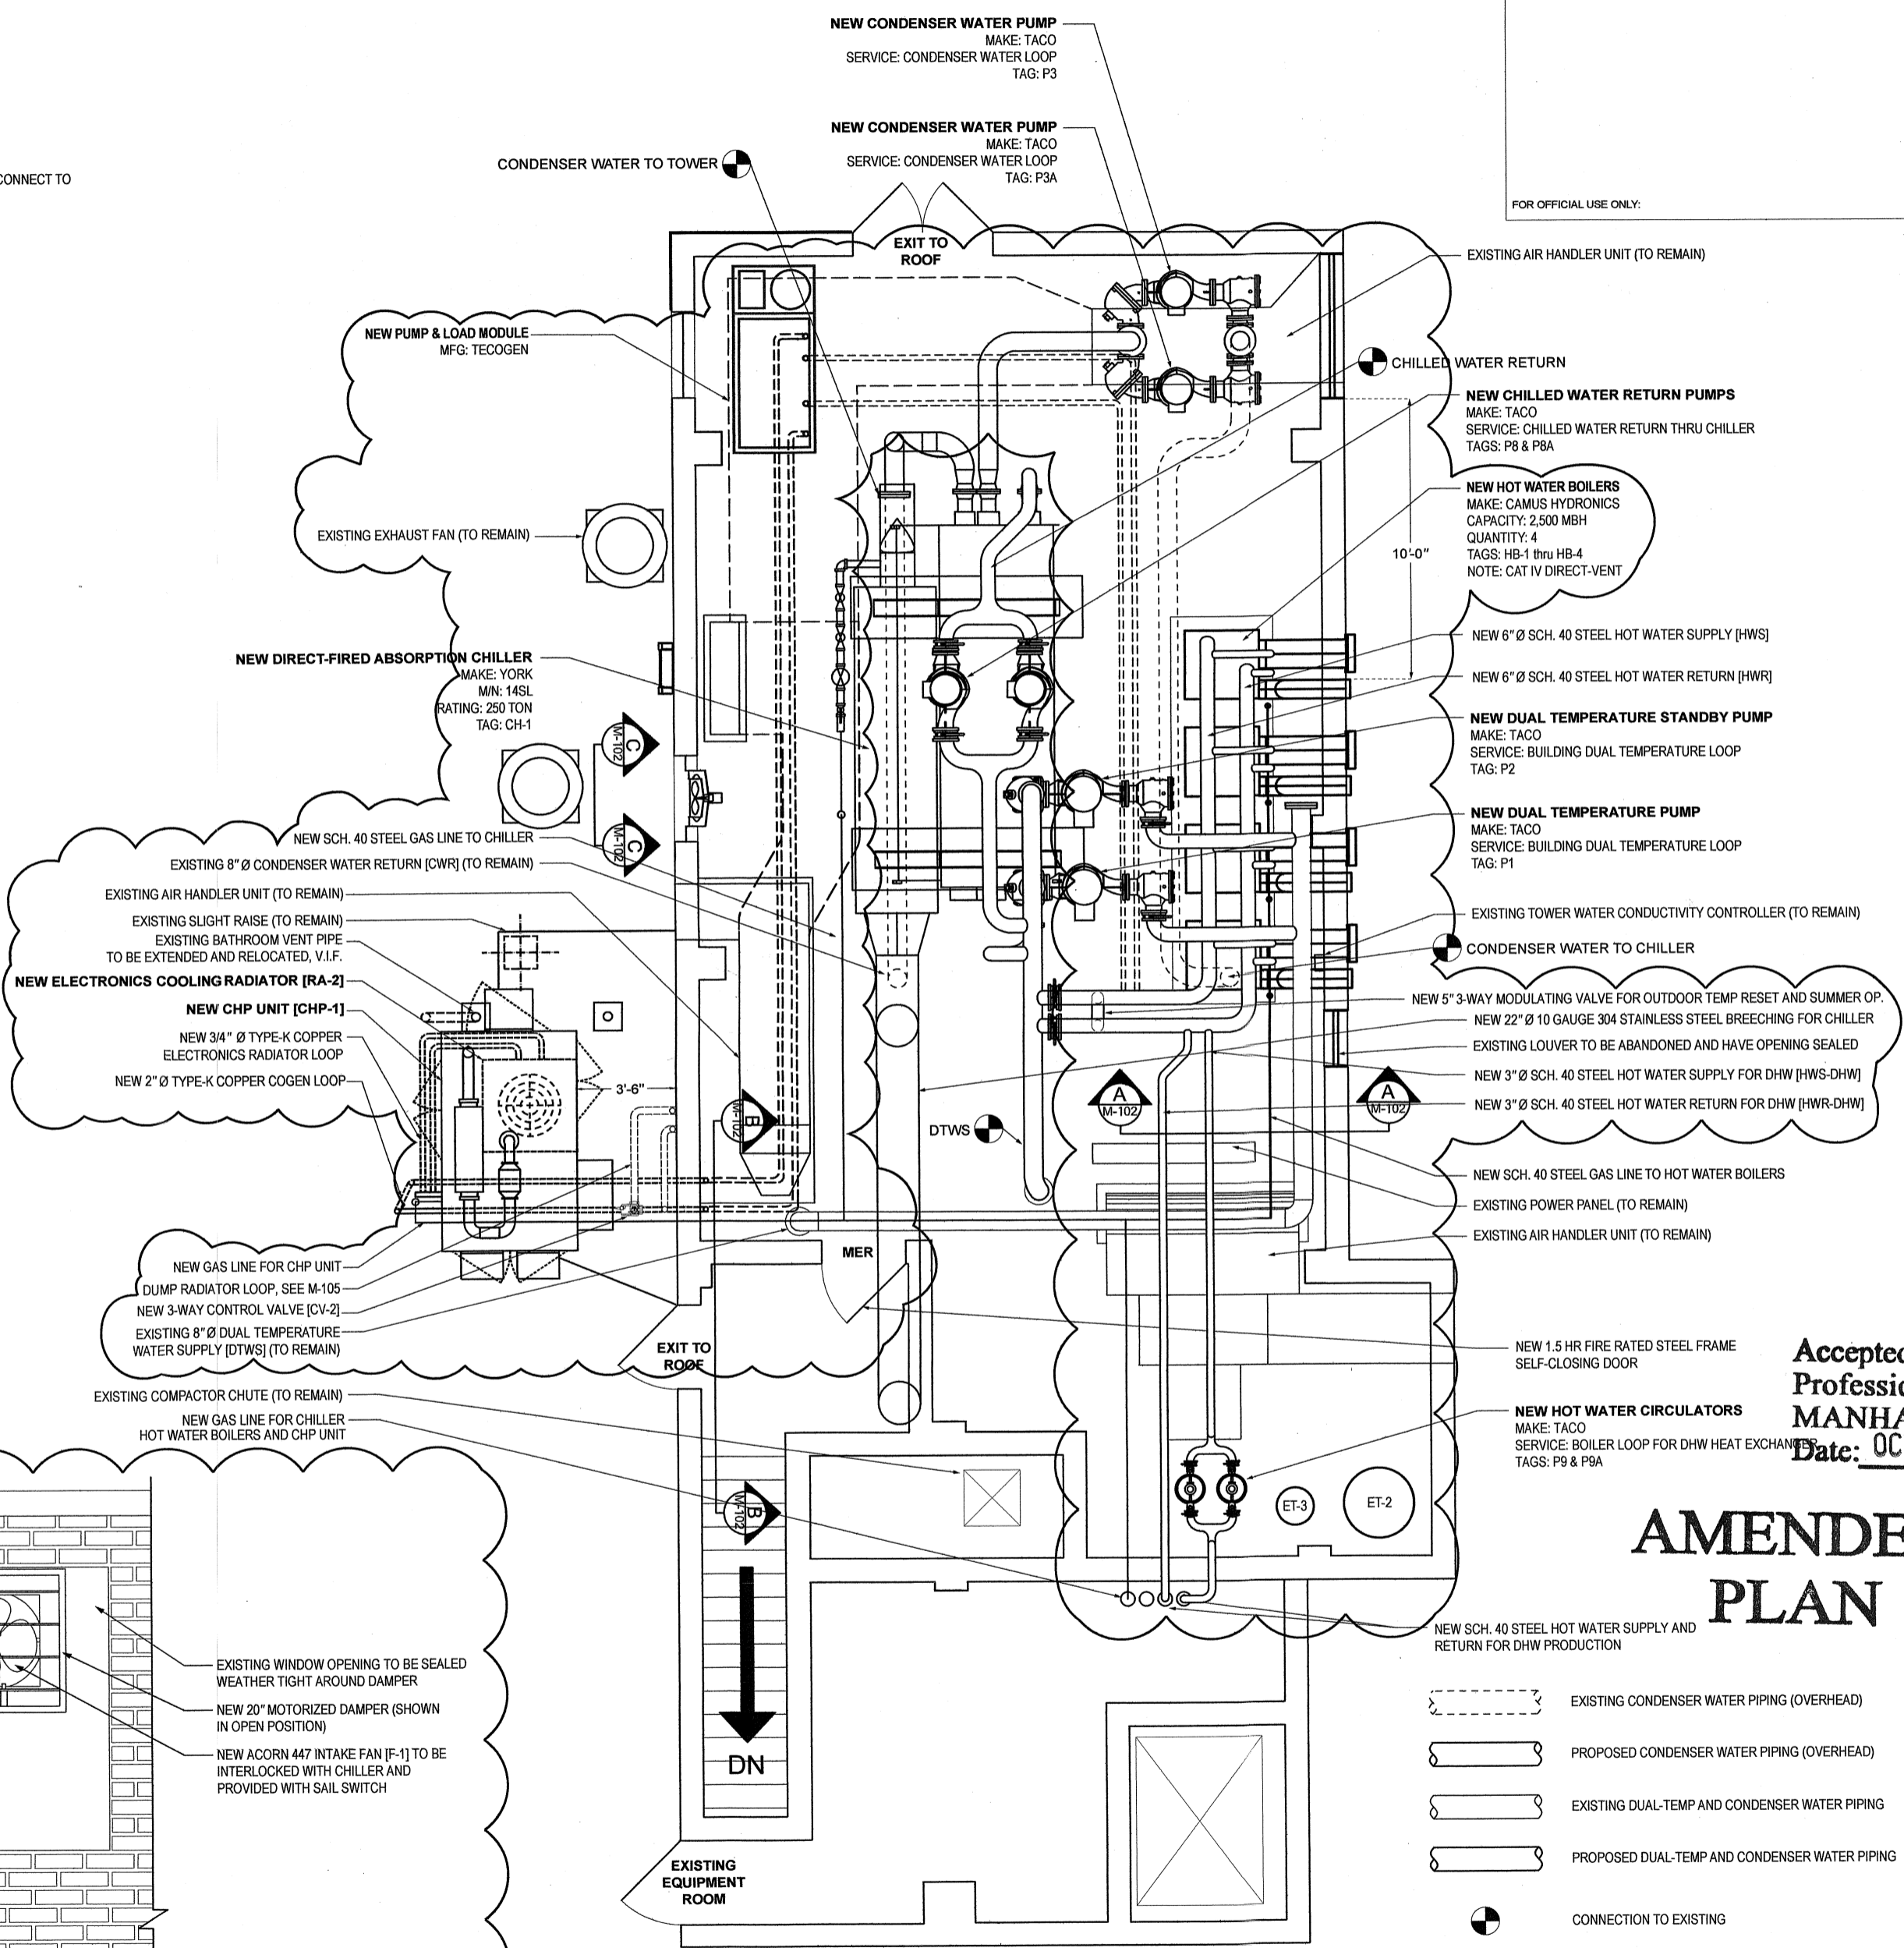 NEW CONDENSER WATER PUMP
MAKE: TACO
SERVICE: CONDENSER WATER LOOP
TAG: P3
NEW CONDENSER WATER PUMP
MAKE: TACO
SERVICE: CONDENSER WATER LOOP
TAG: P3A
CONDENSER WATER TO TOWER
CONNECT TO
FOR OFFICIAL USE ONLY:
EXIT TO
ROOF
EXISTING AIR HANDLER UNIT (TO REMAIN)
NEW PUMP & LOAD MODULE
MFG: TECOGEN
CHILLED WATER RETURN
NEW CHILLED WATER RETURN PUMPS
MAKE: TACO
SERVICE: CHILLED WATER RETURN THRU CHILLER
TAGS: P8 & P8A
NEW HOT WATER BOILERS
MAKE: CAMUS HYDRONICS
CAPACITY: 2,500 MBH
QUANTITY: 4
TAGS: HB-1 thru HB-4
NOTE: CAT IV DIRECT-VENT
10'-0"
EXISTING EXHAUST FAN (TO REMAIN)
NEW 6"Ø SCH. 40 STEEL HOT WATER SUPPLY [HWS]
NEW 6"Ø SCH. 40 STEEL HOT WATER RETURN [HWR]
NEW DIRECT-FIRED ABSORPTION CHILLER
MAKE: YORK
M/N: 14SL
RATING: 250 TON
TAG: CH-1
NEW DUAL TEMPERATURE STANDBY PUMP
MAKE: TACO
SERVICE: BUILDING DUAL TEMPERATURE LOOP
TAG: P2
C
M-102
C
M-102
NEW DUAL TEMPERATURE PUMP
MAKE: TACO
SERVICE: BUILDING DUAL TEMPERATURE LOOP
TAG: P1
NEW SCH. 40 STEEL GAS LINE TO CHILLER
EXISTING 8"Ø CONDENSER WATER RETURN [CWR] (TO REMAIN)
EXISTING AIR HANDLER UNIT (TO REMAIN)
EXISTING SLIGHT RAISE (TO REMAIN)
EXISTING BATHROOM VENT PIPE
TO BE EXTENDED AND RELOCATED, V.I.F.
NEW ELECTRONICS COOLING RADIATOR [RA-2]
NEW CHP UNIT [CHP-1]
NEW 3/4" Ø TYPE-K COPPER
ELECTRONICS RADIATOR LOOP
NEW 2"Ø TYPE-K COPPER COGEN LOOP
3'-6"
EXISTING TOWER WATER CONDUCTIVITY CONTROLLER (TO REMAIN)
CONDENSER WATER TO CHILLER
NEW 5" 3-WAY MODULATING VALVE FOR OUTDOOR TEMP RESET AND SUMMER OP.
NEW 22"Ø 10 GAUGE 304 STAINLESS STEEL BREECHING FOR CHILLER
EXISTING LOUVER TO BE ABANDONED AND HAVE OPENING SEALED
NEW 3"Ø SCH. 40 STEEL HOT WATER SUPPLY FOR DHW [HWS-DHW]
NEW 3"Ø SCH. 40 STEEL HOT WATER RETURN FOR DHW [HWR-DHW]
A
M-102
A
M-102
B
M-102
DTWS
NEW SCH. 40 STEEL GAS LINE TO HOT WATER BOILERS
EXISTING POWER PANEL (TO REMAIN)
EXISTING AIR HANDLER UNIT (TO REMAIN)
MER
NEW GAS LINE FOR CHP UNIT
DUMP RADIATOR LOOP, SEE M-105
NEW 3-WAY CONTROL VALVE [CV-2]
EXISTING 8"Ø DUAL TEMPERATURE
WATER SUPPLY [DTWS] (TO REMAIN)
EXIT TO
ROOF
EXISTING COMPACTOR CHUTE (TO REMAIN)
NEW GAS LINE FOR CHILLER
HOT WATER BOILERS AND CHP UNIT
NEW 1.5 HR FIRE RATED STEEL FRAME
SELF-CLOSING DOOR
NEW HOT WATER CIRCULATORS
MAKE: TACO
SERVICE: BOILER LOOP FOR DHW HEAT EXCHANGER
TAGS: P9 & P9A
Accepted
Professio
MANHA
Date: OC
ET-3
ET-2
B
M-102
AMENDE
PLAN
NEW SCH. 40 STEEL HOT WATER SUPPLY AND
RETURN FOR DHW PRODUCTION
EXISTING WINDOW OPENING TO BE SEALED
WEATHER TIGHT AROUND DAMPER
NEW 20" MOTORIZED DAMPER (SHOWN
IN OPEN POSITION)
NEW ACORN 447 INTAKE FAN [F-1] TO BE
INTERLOCKED WITH CHILLER AND
PROVIDED WITH SAIL SWITCH
DN
EXISTING
EQUIPMENT
ROOM
EXISTING CONDENSER WATER PIPING (OVERHEAD)
PROPOSED CONDENSER WATER PIPING (OVERHEAD)
EXISTING DUAL-TEMP AND CONDENSER WATER PIPING
PROPOSED DUAL-TEMP AND CONDENSER WATER PIPING
CONNECTION TO EXISTING